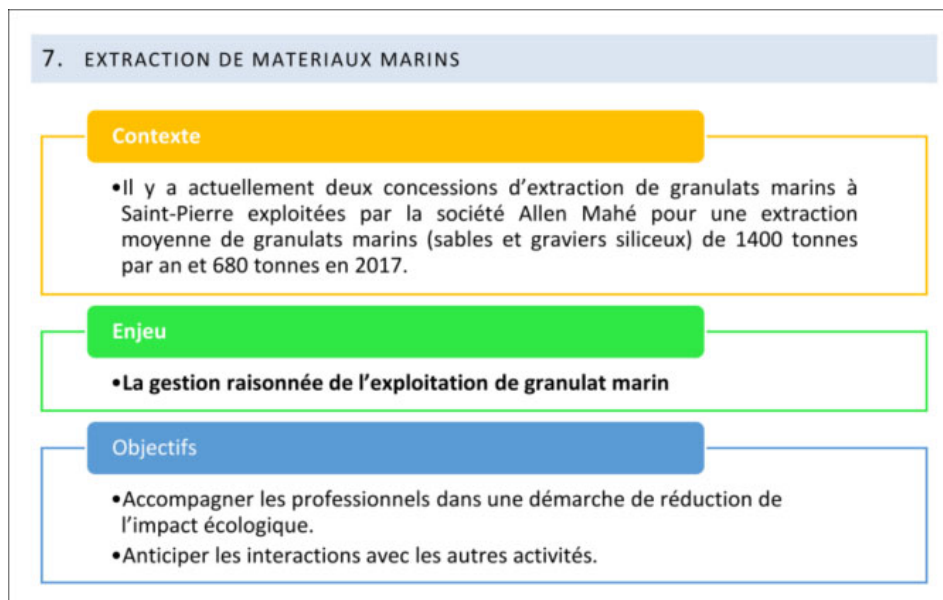 7. EXTRACTION DE MATERIAUX MARINS
Contexte
•Il y a actuellement deux concessions d'extraction de granulats marins à
Saint-Pierre exploitées par la société Allen Mahé pour une extraction
moyenne de granulats marins (sables et graviers siliceux) de 1400 tonnes
par an et 680 tonnes en 2017.
Enjeu
•La gestion raisonnée de l'exploitation de granulat marin
Objectifs
•Accompagner les professionnels dans une démarche de réduction de
l'impact écologique.
•Anticiper les interactions avec les autres activités.